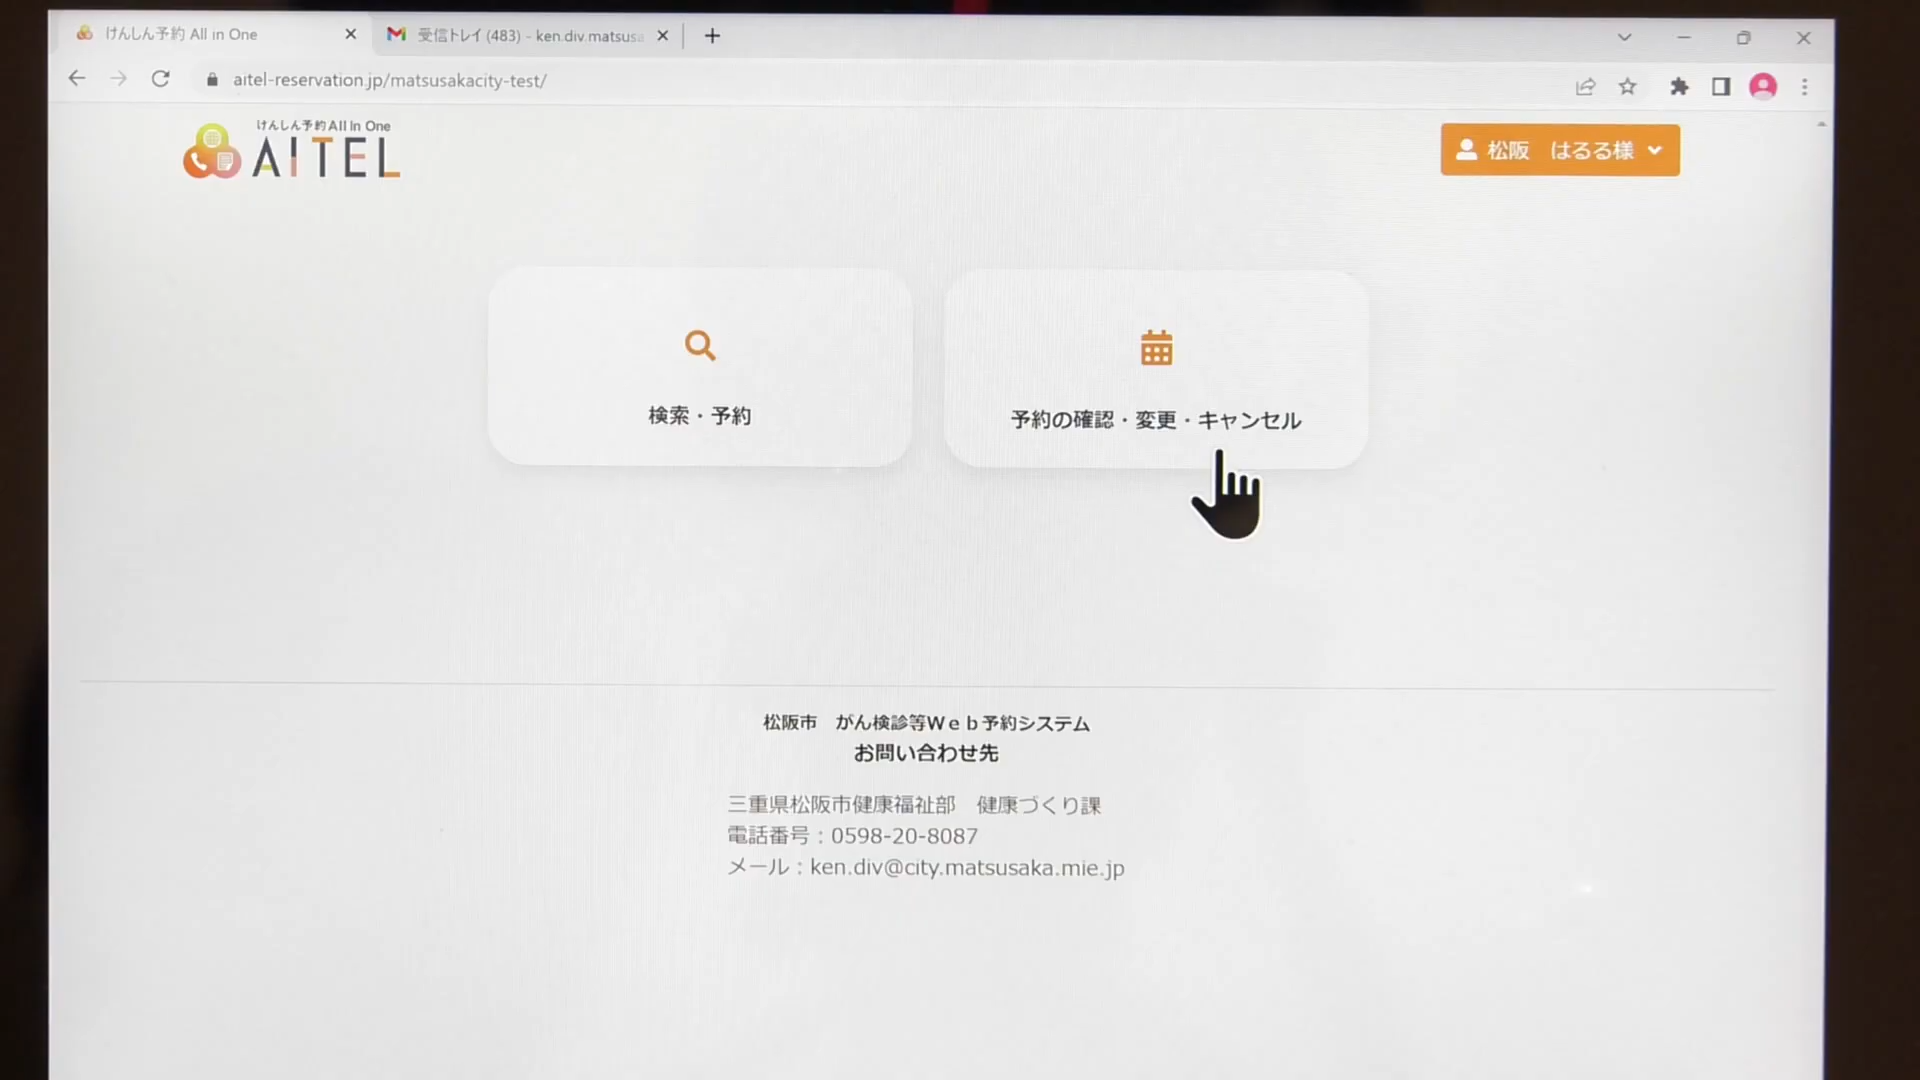 けんしん予約 All in One
受信トレイ (483) - ken.div.matsusa
aitel-reservation.jp/matsusakacity-test/
けんしん予約 All In One
AITEL
松阪　はるる様
検索・予約
予約の確認・変更・キャンセル
松阪市　がん検診等Ｗｅｂ予約システム
お問い合わせ先
三重県松阪市健康福祉部　健康づくり課
電話番号：0598-20-8087
メール：ken.div@city.matsusaka.mie.jp